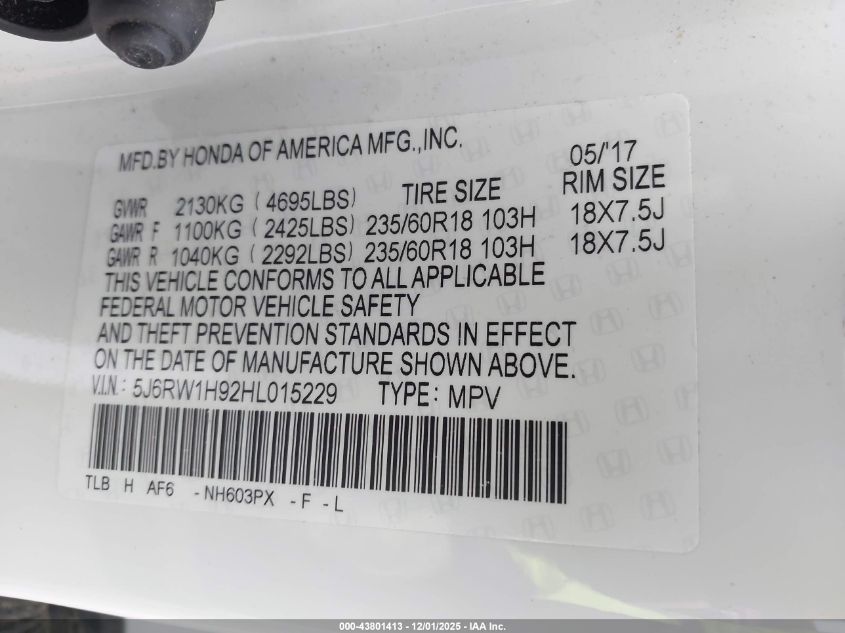 MFD.BY HONDA OF AMERICA MFG.,INC. 05/'17
TIRE SIZE RIM SIZE
GVWR 2130KG ( 4695LBS)
GAWR F 1100KG ( 2425LBS) 235/60R18 103H 18X7.5J
GAWR R 1040KG ( 2292LBS) 235/60R18 103H 18X7.5J
THIS VEHICLE CONFORMS TO ALL APPLICABLE
FEDERAL MOTOR VEHICLE SAFETY
AND THEFT PREVENTION STANDARDS IN EFFECT
ON THE DATE OF MANUFACTURE SHOWN ABOVE.
V.I.N.: 5J6RW1H92HL015229 TYPE: MPV
TLB H AF6 -NH603PX -F -L
000-43801413 - 12/01/2025 - IAA Inc.